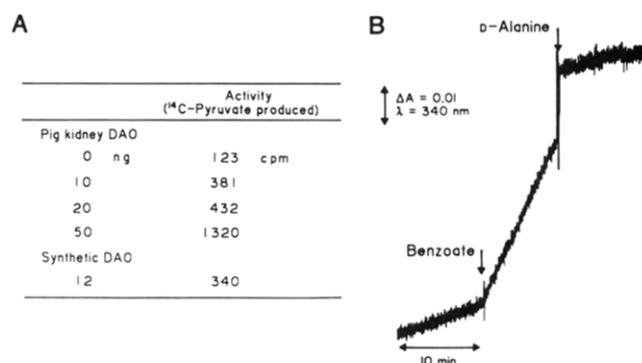 A
Activity
(14C-Pyruvate produced)
Pig kidney DAO
0 ng 123 cpm
10 381
20 432
50 1320
Synthetic DAO
12 340
B
D-Alanine
ΔA = 0.01
λ = 340 nm
Benzoate
10 min